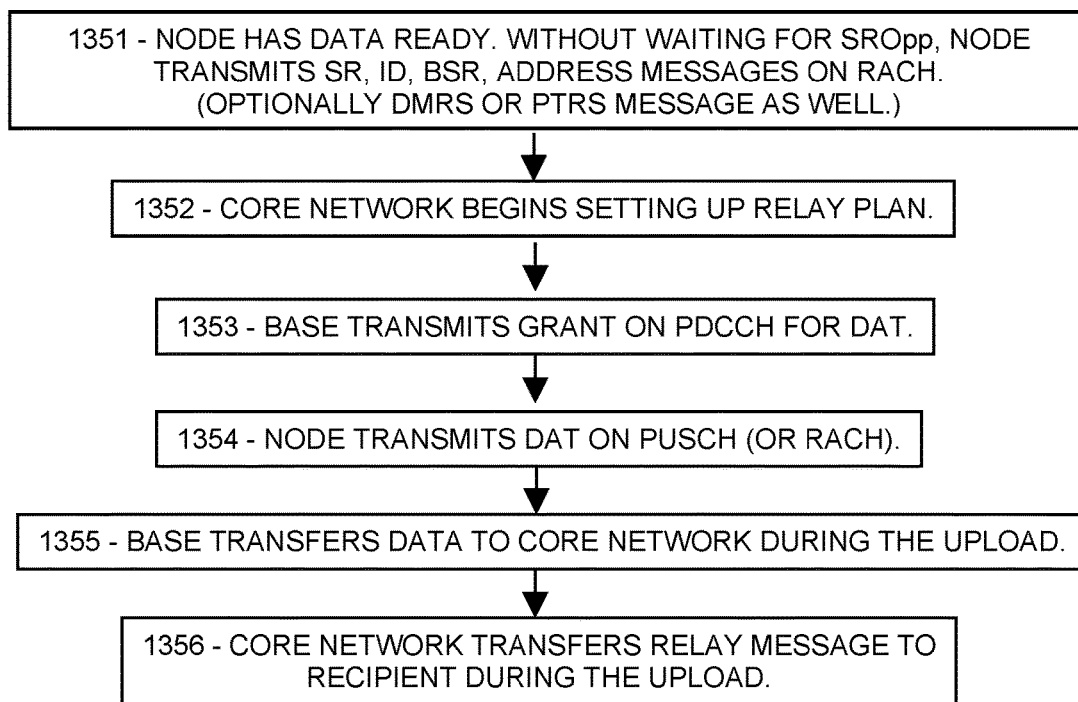 1351 - NODE HAS DATA READY. WITHOUT WAITING FOR SROpp, NODE
TRANSMITS SR, ID, BSR, ADDRESS MESSAGES ON RACH.
(OPTIONALLY DMRS OR PTRS MESSAGE AS WELL.)
1352 - CORE NETWORK BEGINS SETTING UP RELAY PLAN.
1353 - BASE TRANSMITS GRANT ON PDCCH FOR DAT.
1354 - NODE TRANSMITS DAT ON PUSCH (OR RACH).
1355 - BASE TRANSFERS DATA TO CORE NETWORK DURING THE UPLOAD.
1356 - CORE NETWORK TRANSFERS RELAY MESSAGE TO
RECIPIENT DURING THE UPLOAD.